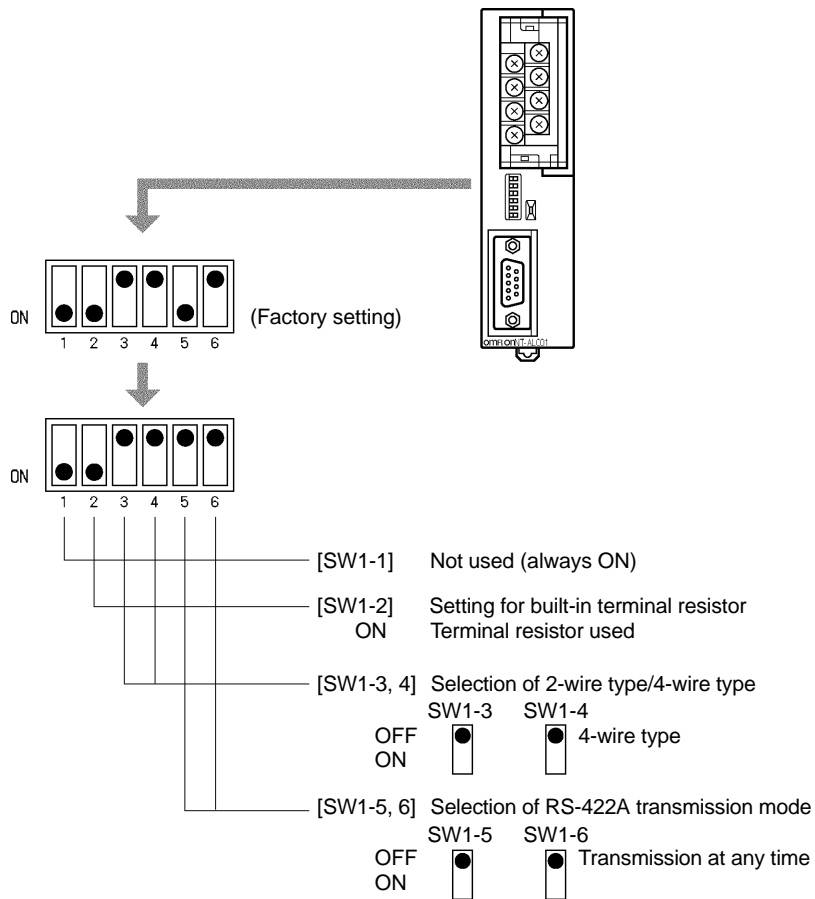 OMRON NT-AL001
ON
(Factory setting)
1 2 3 4 5 6
ON
1 2 3 4 5 6
[SW1-1] Not used (always ON)
[SW1-2] Setting for built-in terminal resistor
ON Terminal resistor used
[SW1-3, 4] Selection of 2-wire type/4-wire type
SW1-3 SW1-4
OFF 4-wire type
ON
[SW1-5, 6] Selection of RS-422A transmission mode
SW1-5 SW1-6
OFF Transmission at any time
ON